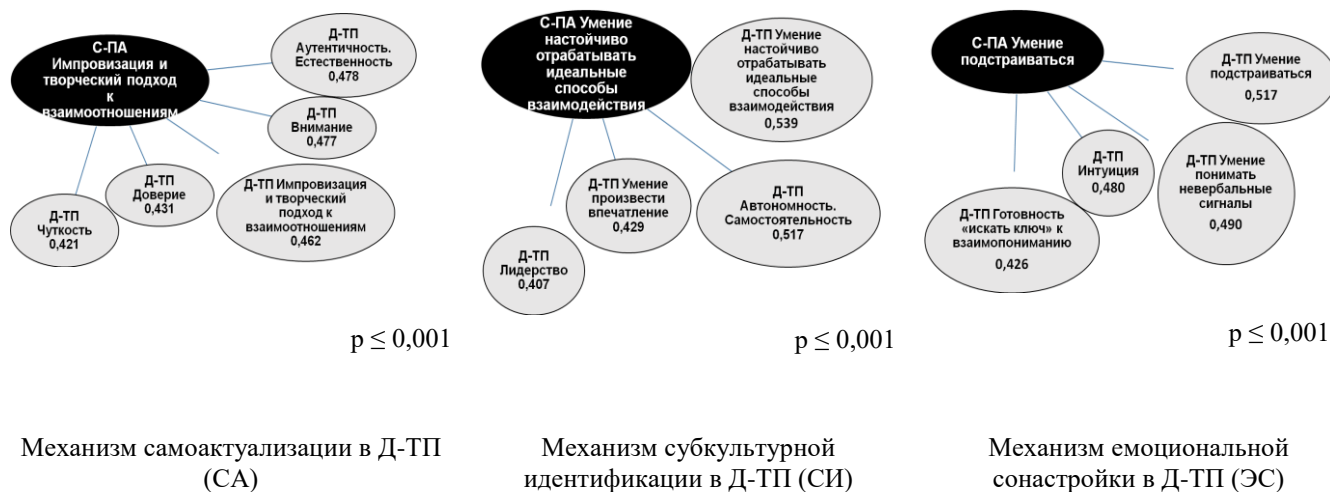 С-ПА
Импровизация и
творческий подход
к
взаимоотношениям
Д-ТП
Аутентичность.
Естественность
0,478
Д-ТП
Внимание
0,477
Д-ТП Импровизация
и творческий
подход к
взаимоотношениям
0,462
Д-ТП
Доверие
0,431
Д-ТП
Чуткость
0,421
p ≤ 0,001
Механизм самоактуализации в Д-ТП
(СА)
С-ПА Умение
настойчиво
отрабатывать
идеальные
способы
взаимодействия
Д-ТП Умение
настойчиво
отрабатывать
идеальные
способы
взаимодействия
0,539
Д-ТП
Автономность.
Самостоятельность
0,517
Д-ТП Умение
произвести
впечатление
0,429
Д-ТП
Лидерство
0,407
p ≤ 0,001
Механизм субкультурной
идентификации в Д-ТП (СИ)
С-ПА Умение
подстраиваться
Д-ТП Умение
подстраиваться
0,517
Д-ТП Умение
понимать
невербальные
сигналы
0,490
Д-ТП
Интуиция
0,480
Д-ТП Готовность
«искать ключ» к
взаимопониманию
0,426
p ≤ 0,001
Механизм емоциональной
сонастройки в Д-ТП (ЭС)